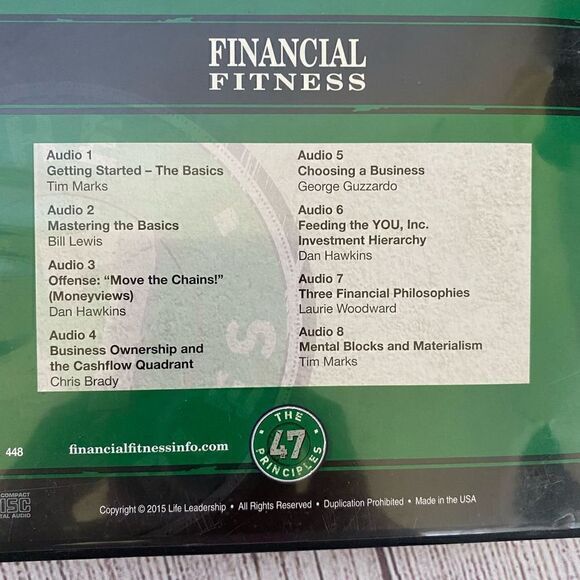 FINANCIAL
FITNESS
Audio 1
Getting Started – The Basics
Tim Marks
Audio 2
Mastering the Basics
Bill Lewis
Audio 3
Offense: “Move the Chains!”
(Moneyviews)
Dan Hawkins
Audio 4
Business Ownership and
the Cashflow Quadrant
Chris Brady
Audio 5
Choosing a Business
George Guzzardo
Audio 6
Feeding the YOU, Inc.
Investment Hierarchy
Dan Hawkins
Audio 7
Three Financial Philosophies
Laurie Woodward
Audio 8
Mental Blocks and Materialism
Tim Marks
448
financialfitnessinfo.com
THE
47
PRINCIPLES
COMPACT
DISC
DIGITAL AUDIO
Copyright © 2015 Life Leadership • All Rights Reserved • Duplication Prohibited • Made in the USA